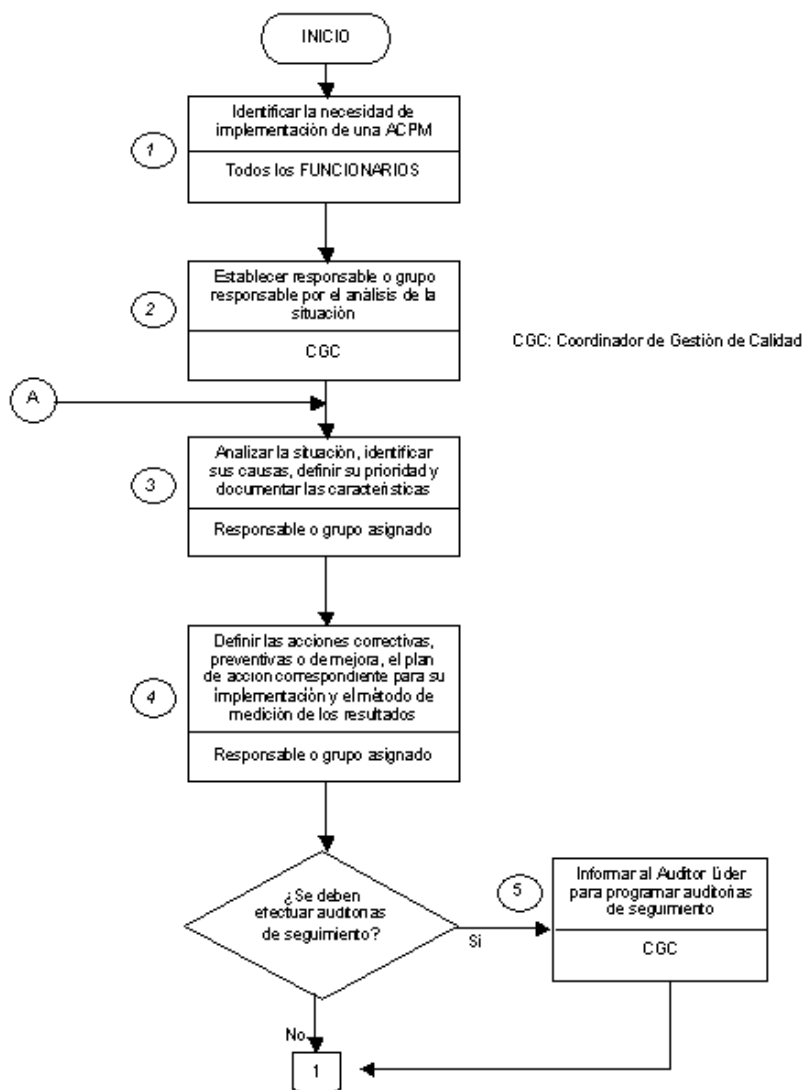 INICIO
1
Identificar la necesidad de
implementación de una ACPM
Todos los FUNCIONARIOS
2
Establecer responsable o grupo
responsable por el análisis de la
situación
CGC
CGC: Coordinador de Gestión de Calidad
A
3
Analizar la situación, identificar
sus causas, definir su prioridad y
documentar las características
Responsable o grupo asignado
4
Definir las acciones correctivas,
preventivas o de mejora, el plan
de acción correspondiente para su
implementación y el método de
medición de los resultados
Responsable o grupo asignado
¿Se deben
efectuar auditorías
de seguimiento?
Si
5
Informar al Auditor Líder
para programar auditorías
de seguimiento
CGC
No
1